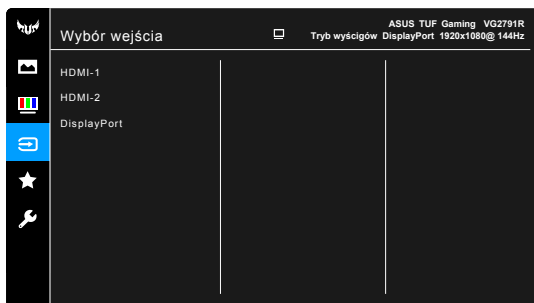 ASUS TUF Gaming VG2791R
Wybór wejścia
Tryb wyścigów DisplayPort 1920x1080@ 144Hz
HDMI-1
HDMI-2
DisplayPort